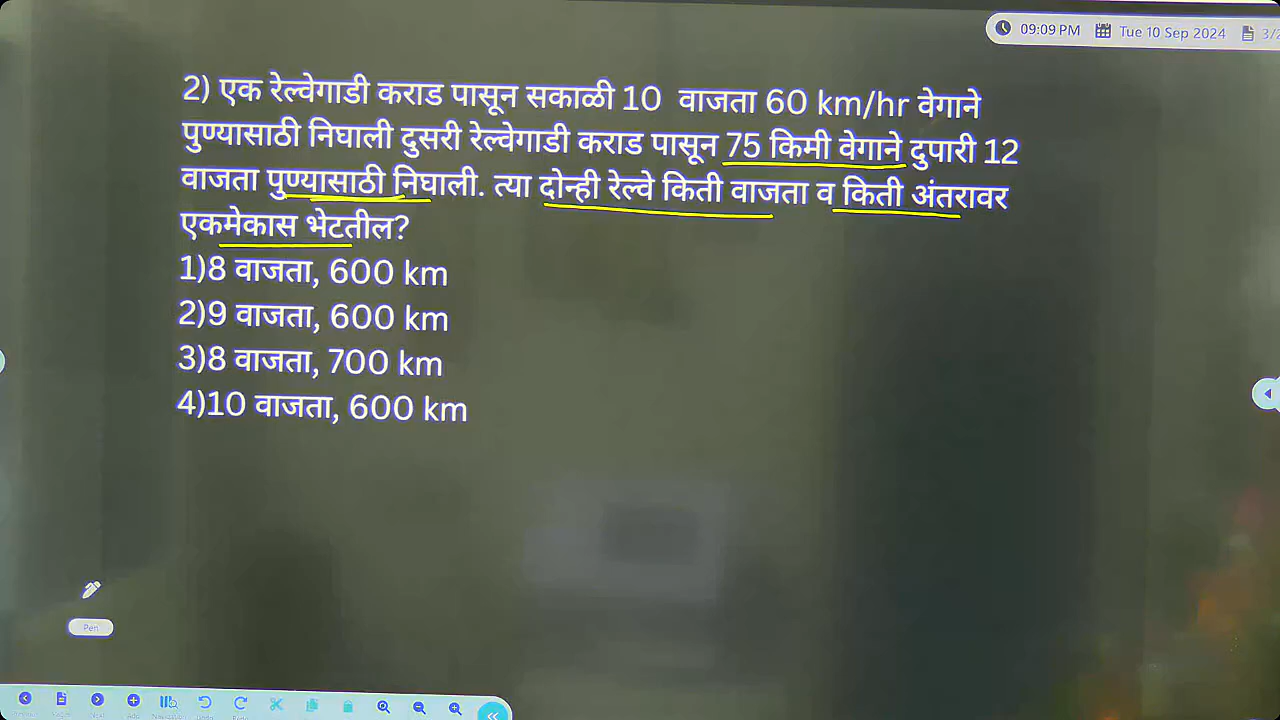 09:09 PM Tue 10 Sep 2024 3/2
2) एक रेल्वेगाडी कराड पासून सकाळी 10 वाजता 60 km/hr वेगाने
पुण्यासाठी निघाली दुसरी रेल्वेगाडी कराड पासून 75 किमी वेगाने दुपारी 12
वाजता पुण्यासाठी निघाली. त्या दोन्ही रेल्वे किती वाजता व किती अंतरावर
एकमेकास भेटतील?
1)8 वाजता, 600 km
2)9 वाजता, 600 km
3)8 वाजता, 700 km
4)10 वाजता, 600 km
Pen